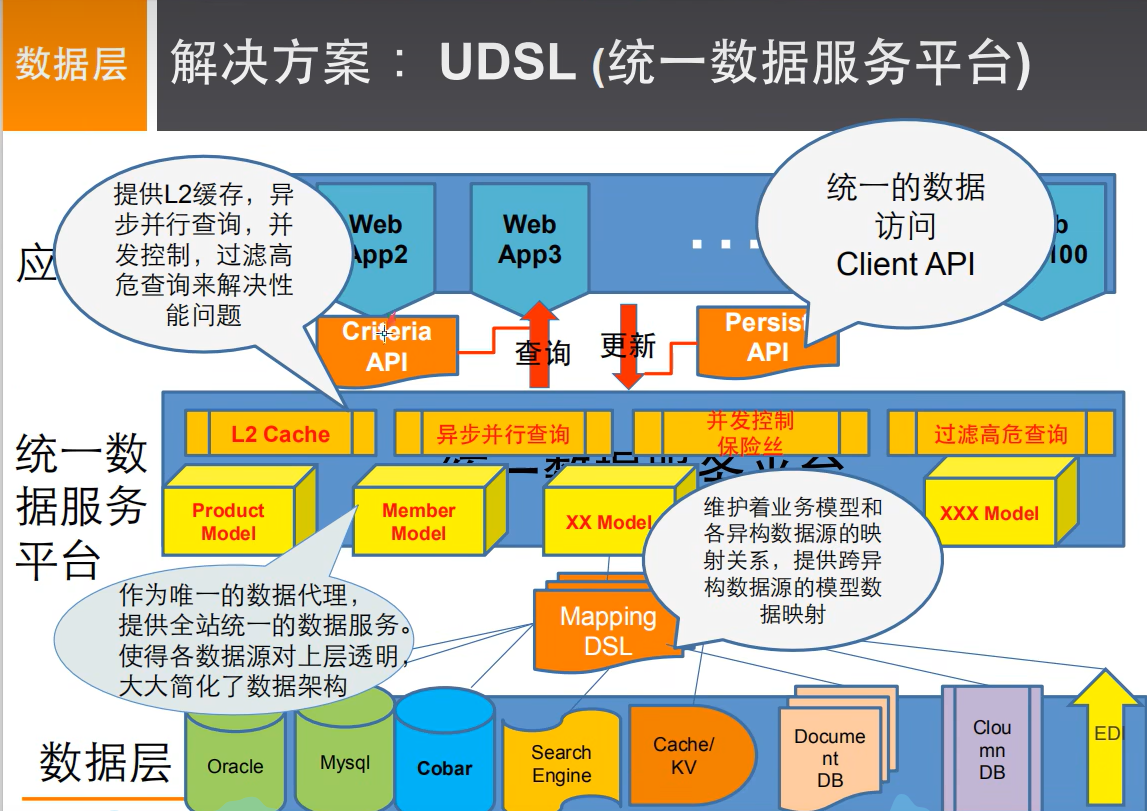 数据层
解决方案： UDSL (统一数据服务平台)
提供L2缓存，异
步并行查询，并
发控制，过滤高
危查询来解决性
能问题
统一的数据
访问
Client API
应
Web
App2
Web
App3
...
100
Criteria
API
查询
更新
Persist
API
统一数
据服务
平台
L2 Cache
异步并行查询
并发控制
保险丝
过滤高危查询
统一数据服务平台
Product
Model
Member
Model
XX Model
XXX Model
维护着业务模型和
各异构数据源的映
射关系，提供跨异
构数据源的模型数
据映射
作为唯一的数据代理，
提供全站统一的数据服务。
使得各数据源对上层透明，
大大简化了数据架构
Mapping
DSL
数据层
Oracle
Mysql
Cobar
Search
Engine
Cache/
KV
Docume
nt
DB
Clou
mn
DB
EDI